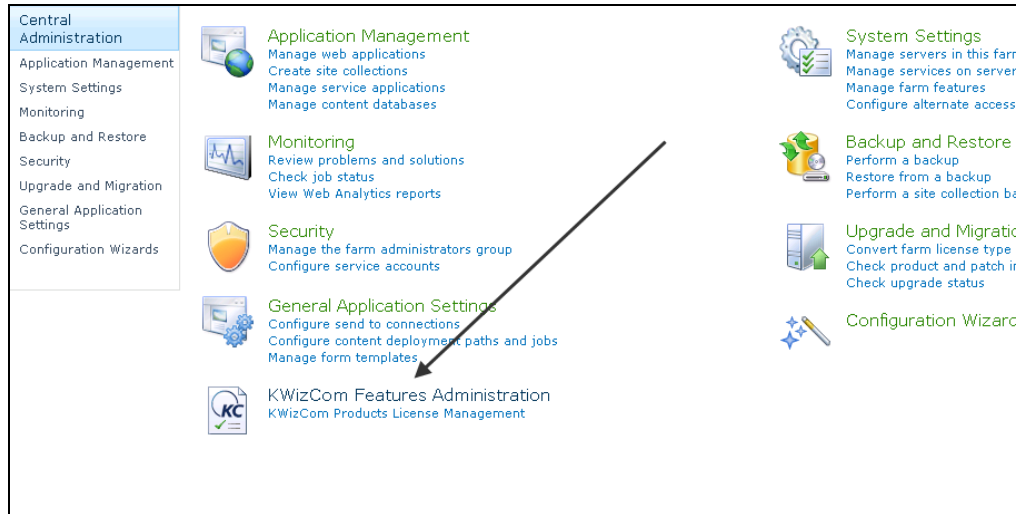 Central
Administration
Application Management
System Settings
Monitoring
Backup and Restore
Security
Upgrade and Migration
General Application
Settings
Configuration Wizards
Application Management
Manage web applications
Create site collections
Manage service applications
Manage content databases
Monitoring
Review problems and solutions
Check job status
View Web Analytics reports
Security
Manage the farm administrators group
Configure service accounts
General Application Settings
Configure send to connections
Configure content deployment paths and jobs
Manage form templates
KC
KWizCom Features Administration
KWizCom Products License Management
System Settings
Manage servers in this farm
Manage services on server
Manage farm features
Configure alternate access
Backup and Restore
Perform a backup
Restore from a backup
Perform a site collection ba
Upgrade and Migratio
Convert farm license type
Check product and patch in
Check upgrade status
Configuration Wizard